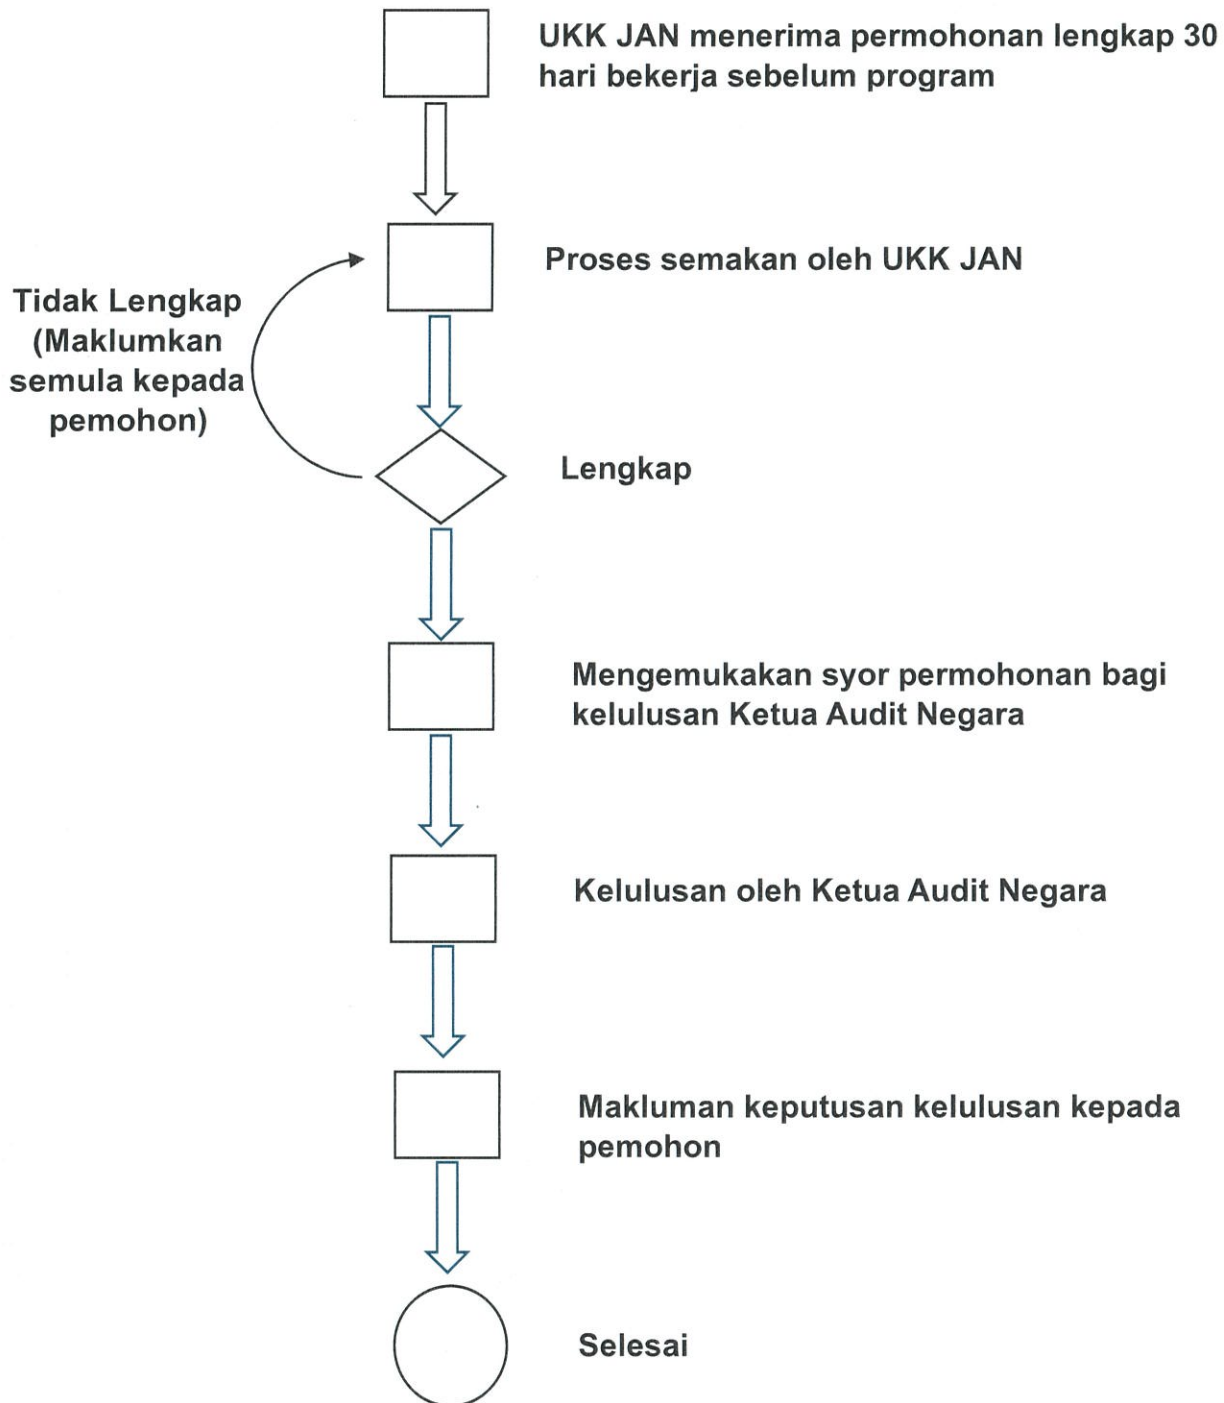 UKK JAN menerima permohonan lengkap 30
hari bekerja sebelum program
Proses semakan oleh UKK JAN
Tidak Lengkap
(Maklumkan
semula kepada
pemohon)
Lengkap
Mengemukakan syor permohonan bagi
kelulusan Ketua Audit Negara
Kelulusan oleh Ketua Audit Negara
Makluman keputusan kelulusan kepada
pemohon
Selesai